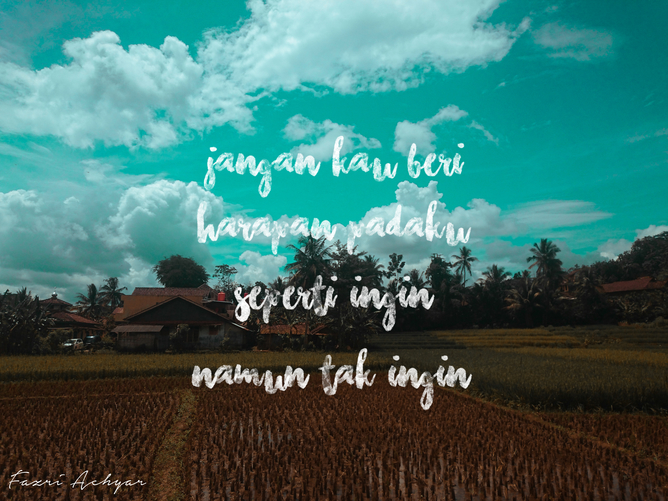 jangan kau beri
harapan padaku
seperti ingin
namun tak ingin
Fazri Achyar